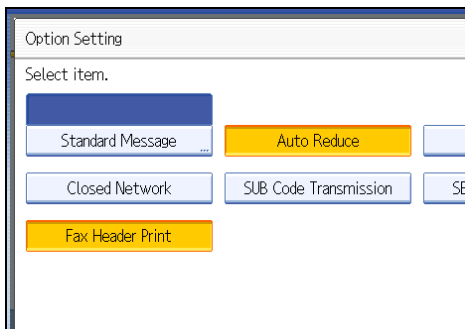 Option Setting
Select item.
Standard Message ...
Auto Reduce
Closed Network
SUB Code Transmission
Fax Header Print